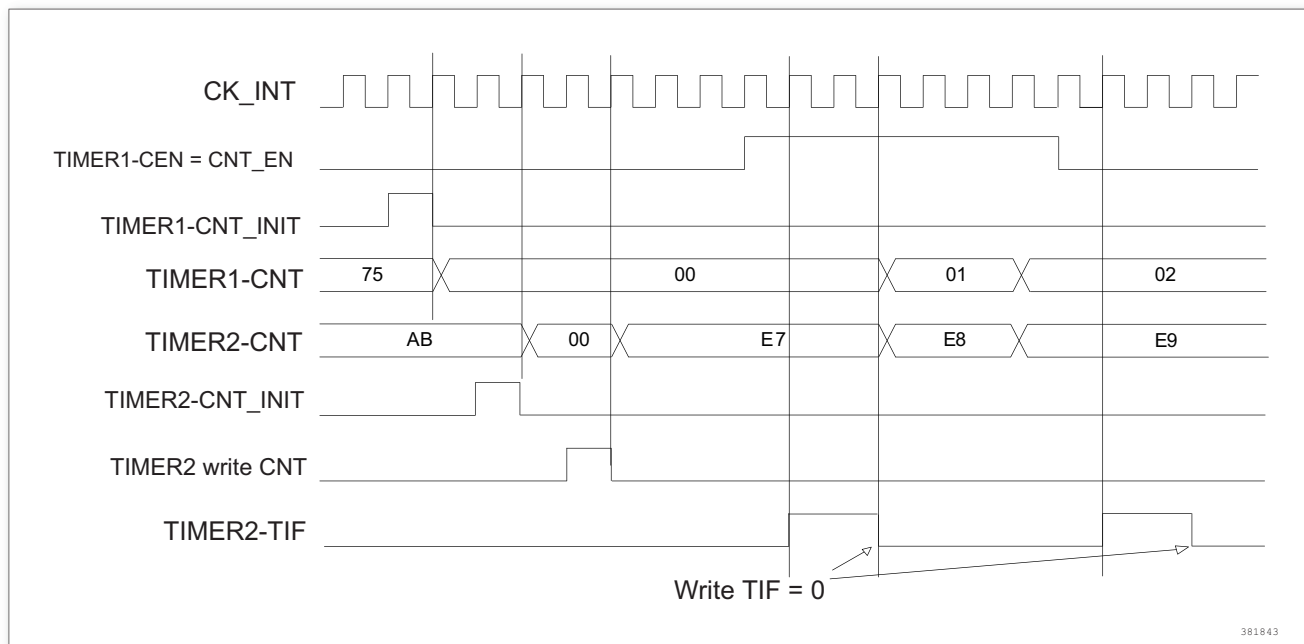 CK_INT
TIMER1-CEN = CNT_EN
TIMER1-CNT_INIT
TIMER1-CNT 75 00 01 02
TIMER2-CNT AB 00 E7 E8 E9
TIMER2-CNT_INIT
TIMER2 write CNT
TIMER2-TIF
Write TIF = 0
381843